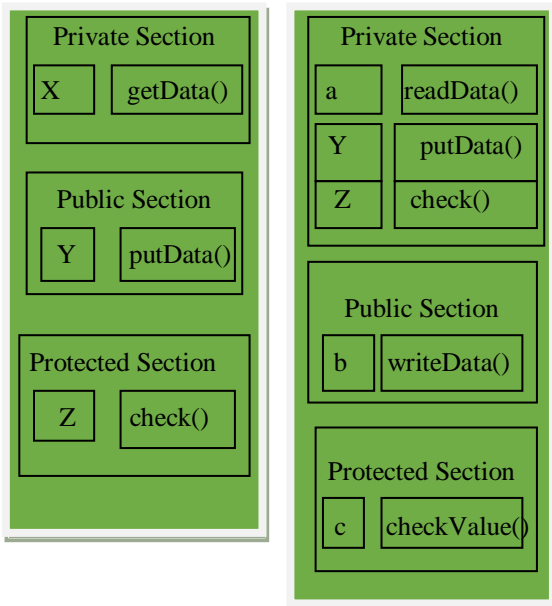 Private Section
X getData()
Public Section
Y putData()
Protected Section
Z check()
Private Section
a readData()
Y putData()
Z check()
Public Section
b writeData()
Protected Section
c checkValue()